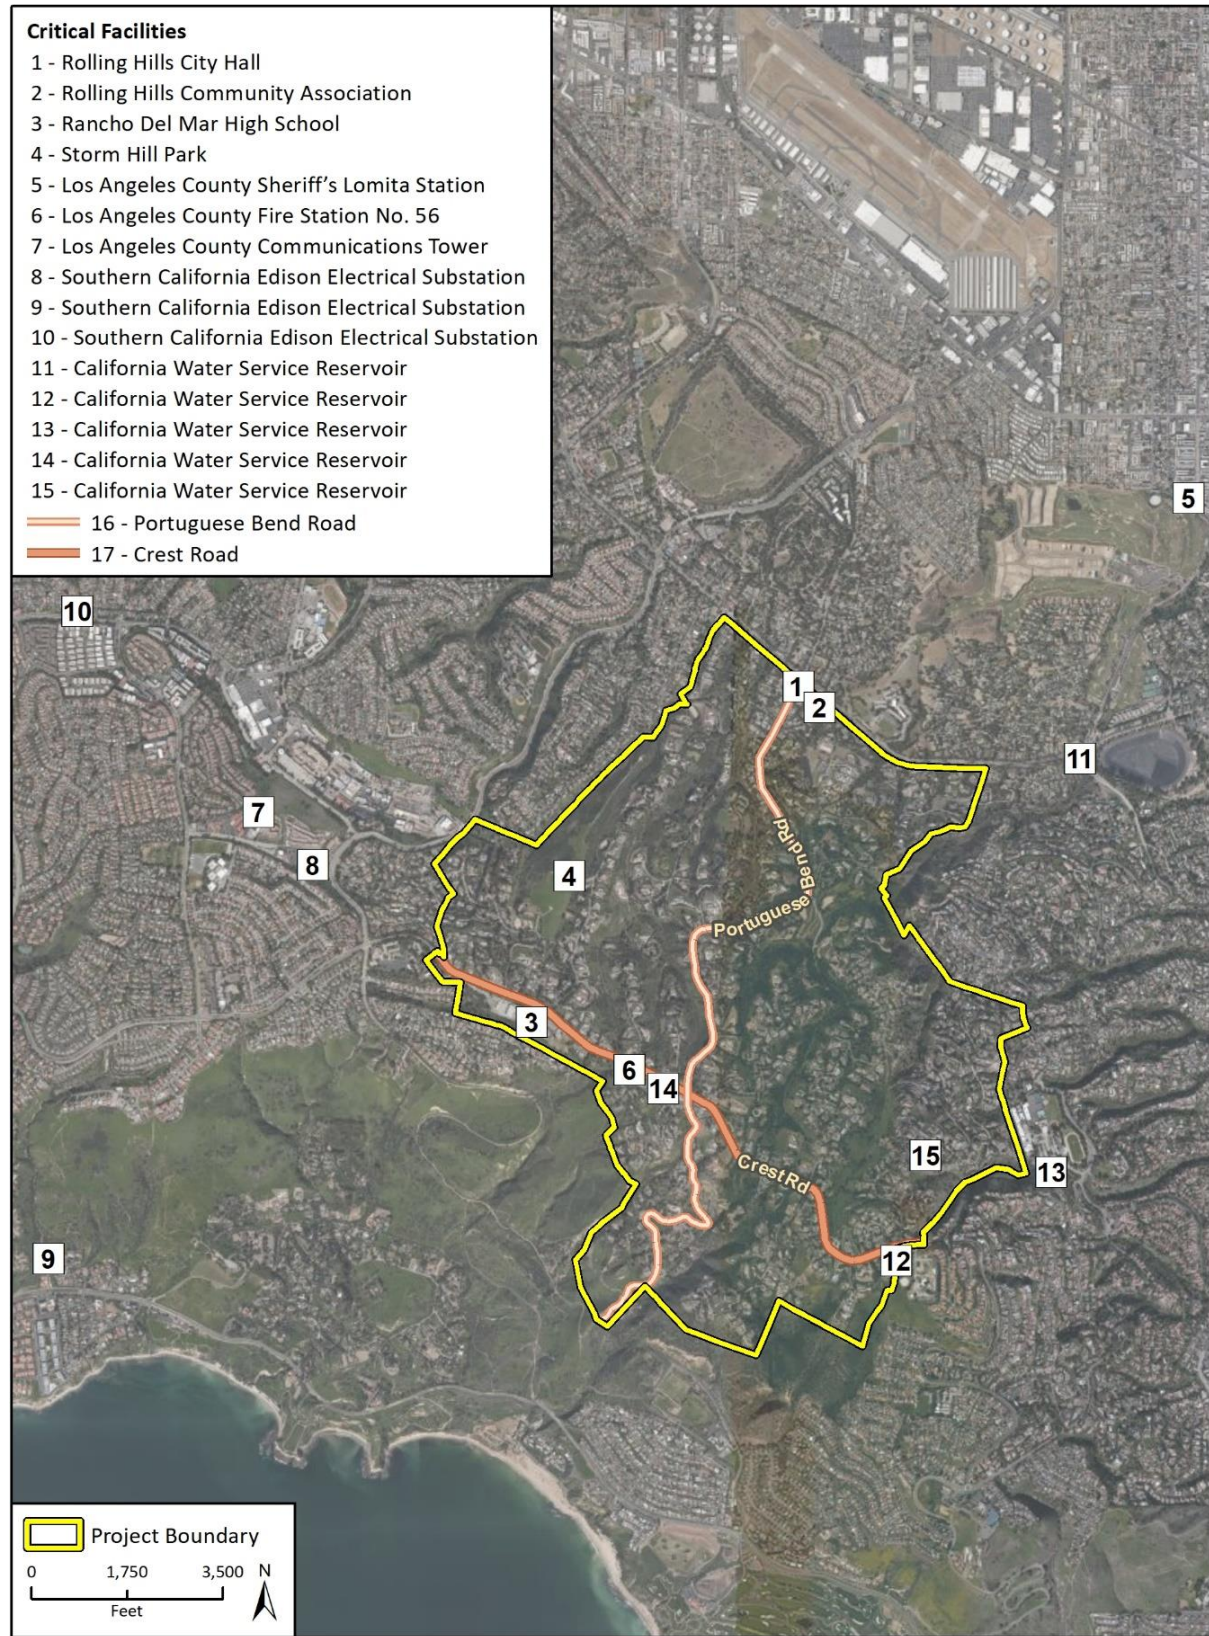 Critical Facilities
1 - Rolling Hills City Hall
2 - Rolling Hills Community Association
3 - Rancho Del Mar High School
4 - Storm Hill Park
5 - Los Angeles County Sheriff's Lomita Station
6 - Los Angeles County Fire Station No. 56
7 - Los Angeles County Communications Tower
8 - Southern California Edison Electrical Substation
9 - Southern California Edison Electrical Substation
10 - Southern California Edison Electrical Substation
11 - California Water Service Reservoir
12 - California Water Service Reservoir
13 - California Water Service Reservoir
14 - California Water Service Reservoir
15 - California Water Service Reservoir
16 - Portuguese Bend Road
17 - Crest Road
5
10
1
2
11
7
8
4
Portuguese Bend Rd
3
6
14
15
13
Crest Rd
9
12
Project Boundary
0 1,750 3,500
Feet
N